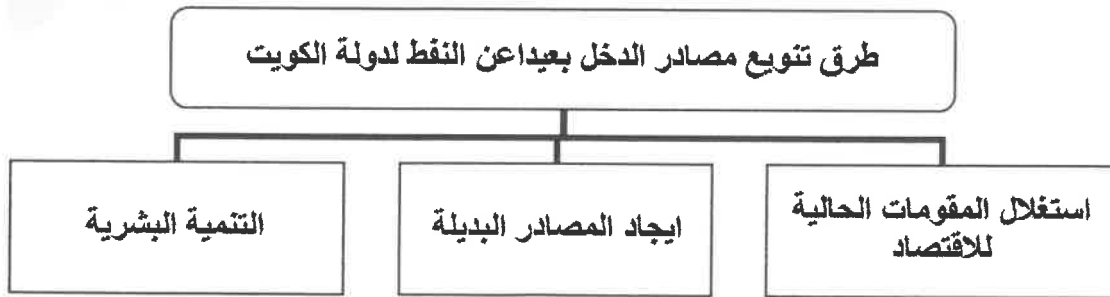 طرق تنويع مصادر الدخل بعيداعن النفط لدولة الكويت
استغلال المقومات الحالية
للاقتصاد
ايجاد المصادر البديلة
التنمية البشرية